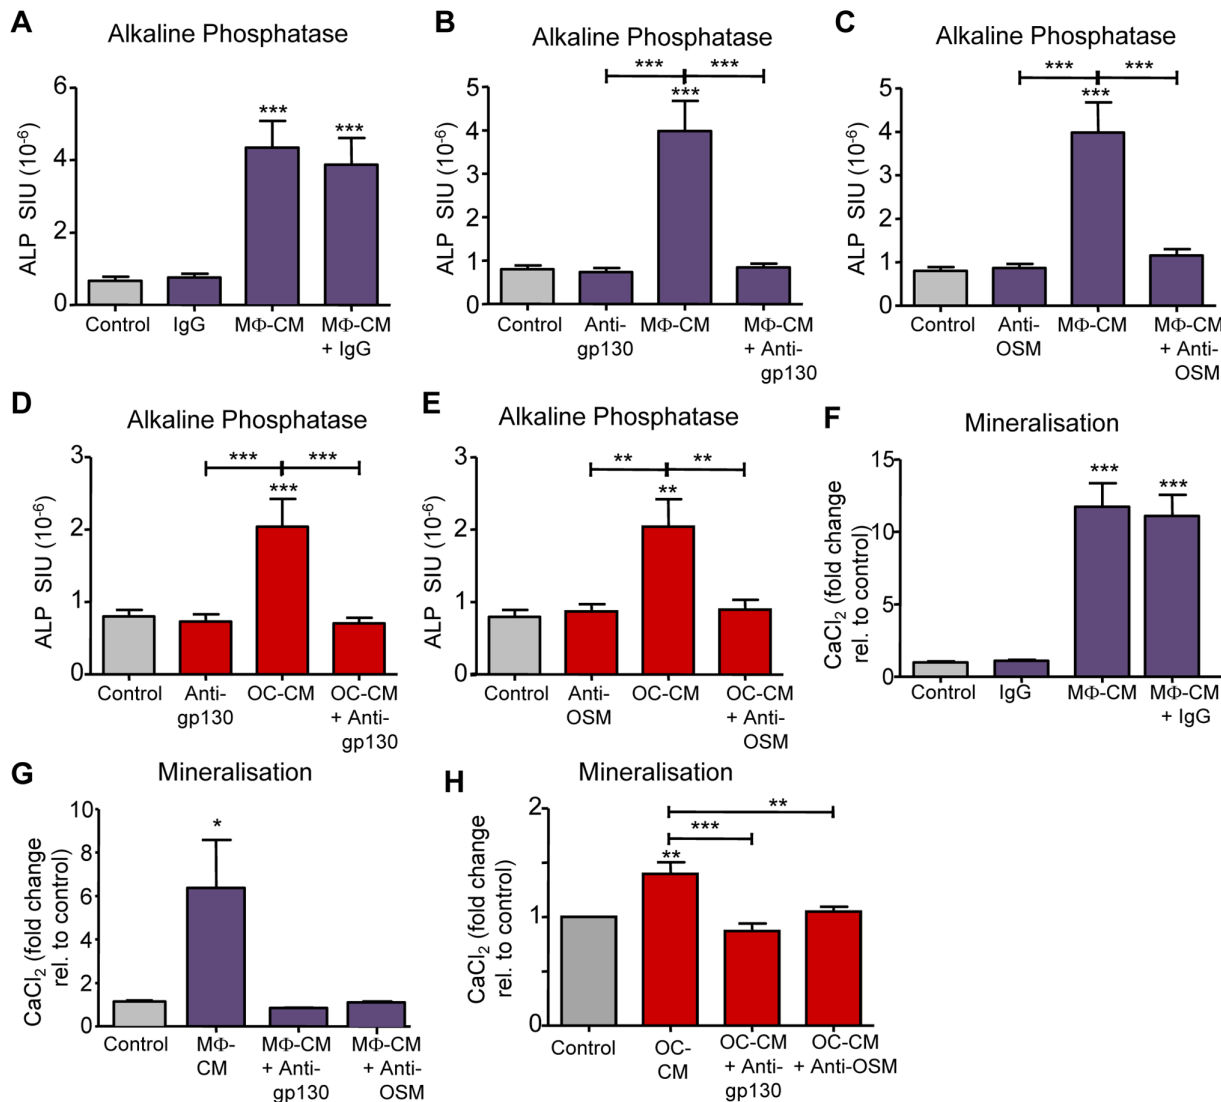 A
Alkaline Phosphatase
ALP SIU (10-6)
6
4
2
0
***
***
Control
IgG
MΦ-CM
MΦ-CM
+ IgG
B
Alkaline Phosphatase
ALP SIU (10-6)
5
4
3
2
1
0
***
***
***
Control
Anti-
gp130
MΦ-CM
MΦ-CM
+ Anti-
gp130
C
Alkaline Phosphatase
ALP SIU (10-6)
5
4
3
2
1
0
***
***
***
Control
Anti-
OSM
MΦ-CM
MΦ-CM
+ Anti-
OSM
D
Alkaline Phosphatase
ALP SIU (10-6)
3
2
1
0
***
***
***
Control
Anti-
gp130
OC-CM
OC-CM
+ Anti-
gp130
E
Alkaline Phosphatase
ALP SIU (10-6)
3
2
1
0
**
**
**
Control
Anti-
OSM
OC-CM
OC-CM
+ Anti-
OSM
F
Mineralisation
CaCl2 (fold change
rel. to control)
15
10
5
0
***
***
Control
IgG
MΦ-CM
MΦ-CM
+ IgG
G
Mineralisation
CaCl2 (fold change
rel. to control)
10
8
6
4
2
0
*
Control
MΦ-
CM
MΦ-CM
+ Anti-
gp130
MΦ-CM
+ Anti-
OSM
H
Mineralisation
CaCl2 (fold change
rel. to control)
2
1
0
**
***
**
Control
OC-
CM
OC-CM
+ Anti-
gp130
OC-CM
+ Anti-OSM